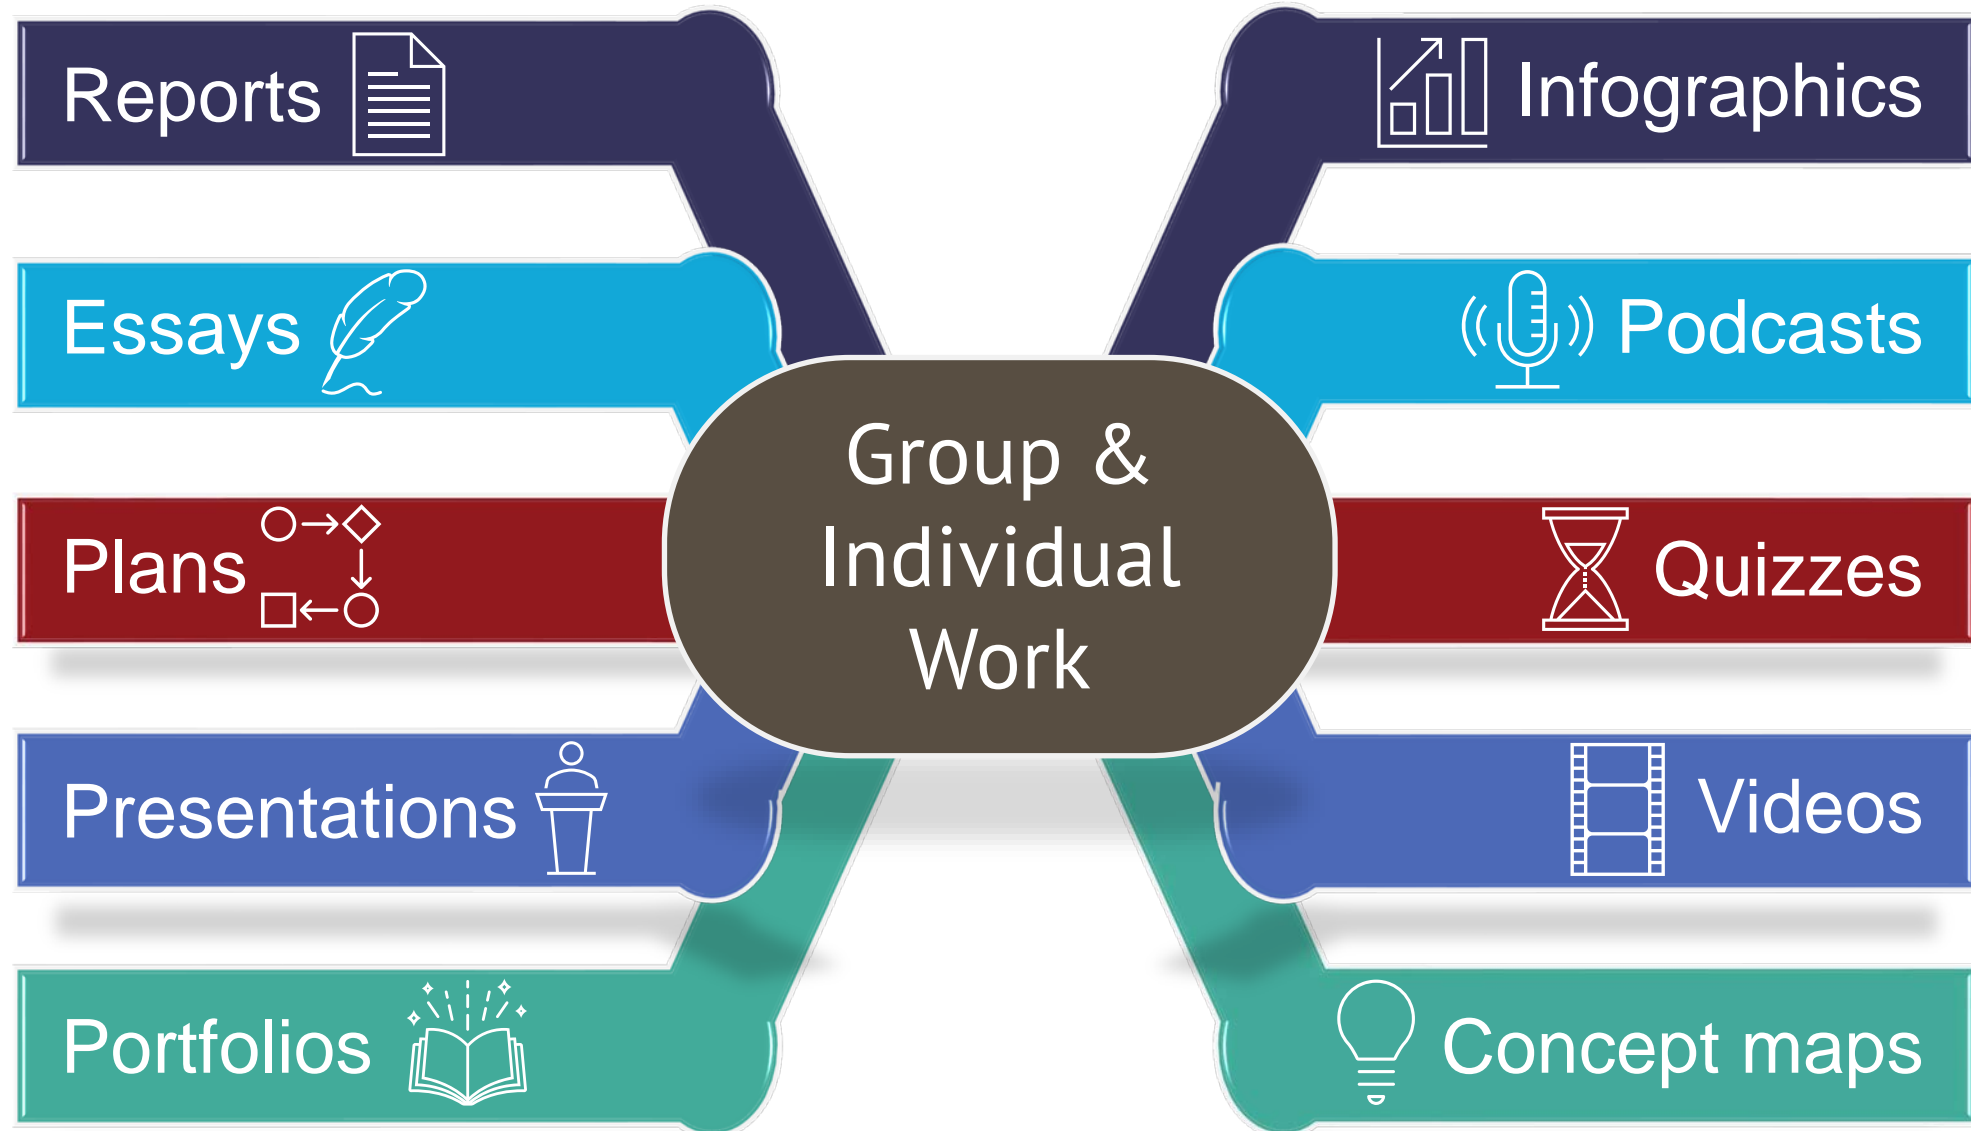 Reports
Essays
Plans
Presentations
Portfolios
Group &
Individual
Work
Infographics
Podcasts
Quizzes
Videos
Concept maps